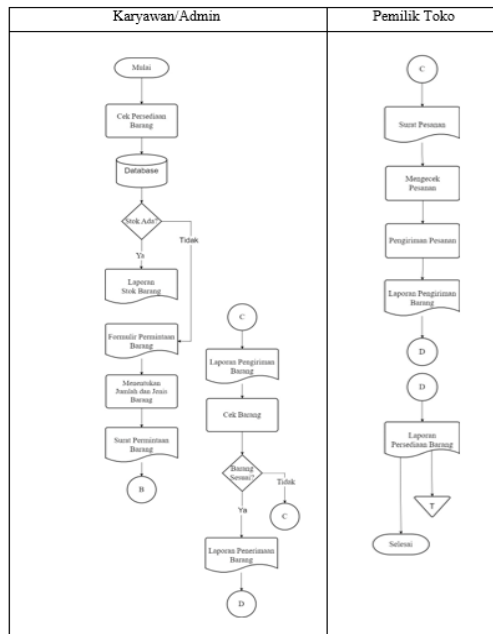 Karyawan/Admin
Pemilik Toko
Mulai
Cek Persediaan
Barang
Database
Stok Ada?
Tidak
Ya
Laporan
Stok Barang
Formulir Permintaan
Barang
Menentukan
Jumlah dan Jenis
Barang
Surat Permintaan
Barang
B
C
Laporan Pengiriman
Barang
Cek Barang
Barang
Sesuai?
Tidak
C
Ya
Laporan Penerimaan
Barang
D
C
Surat Pesanan
Mengecek
Pesanan
Pengiriman Pesanan
Laporan Pengiriman
Barang
D
D
Laporan
Persediaan Barang
T
Selesai